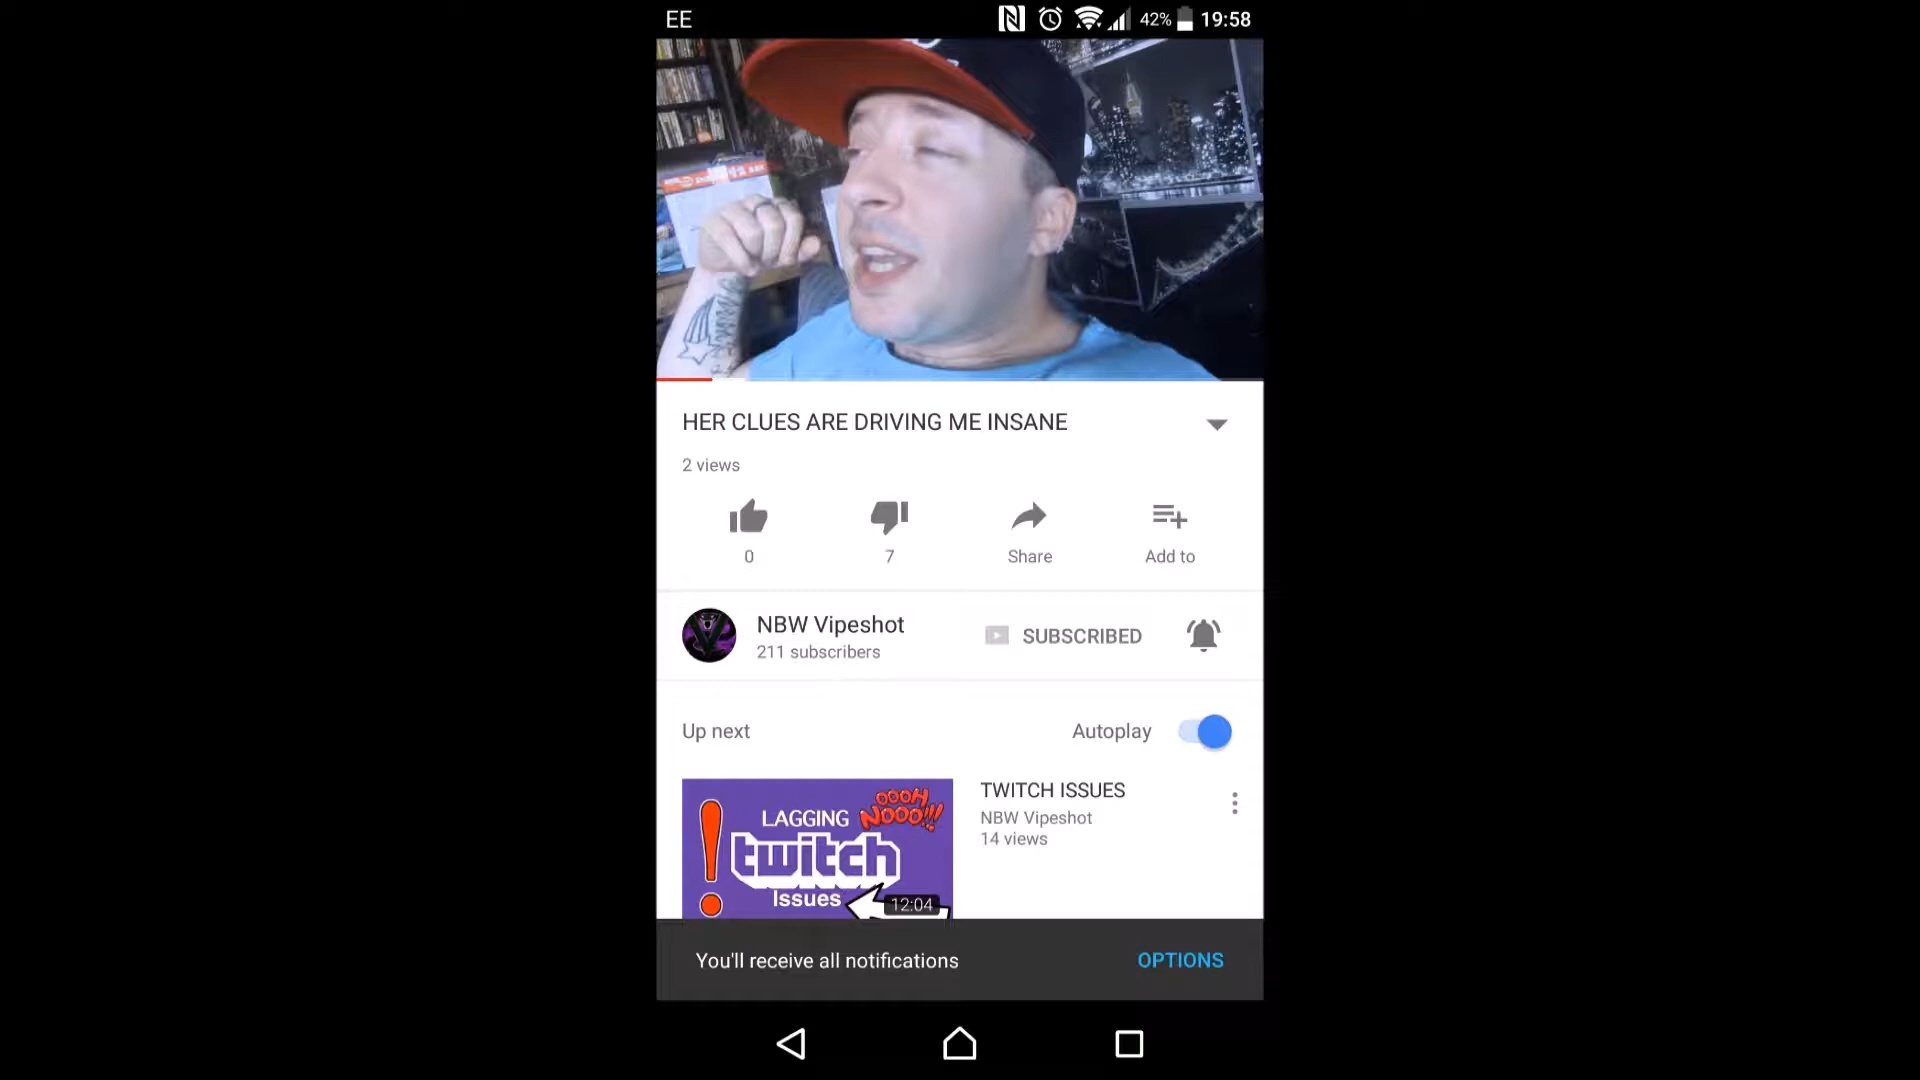 EE
42%
19:58
HER CLUES ARE DRIVING ME INSANE
2 views
0
7
Share
Add to
NBW Vipeshot
211 subscribers
SUBSCRIBED
Up next
Autoplay
LAGGING
OOOH
NOOO!!!
twitch
Issues
12:04
TWITCH ISSUES
NBW Vipeshot
14 views
You'll receive all notifications
OPTIONS